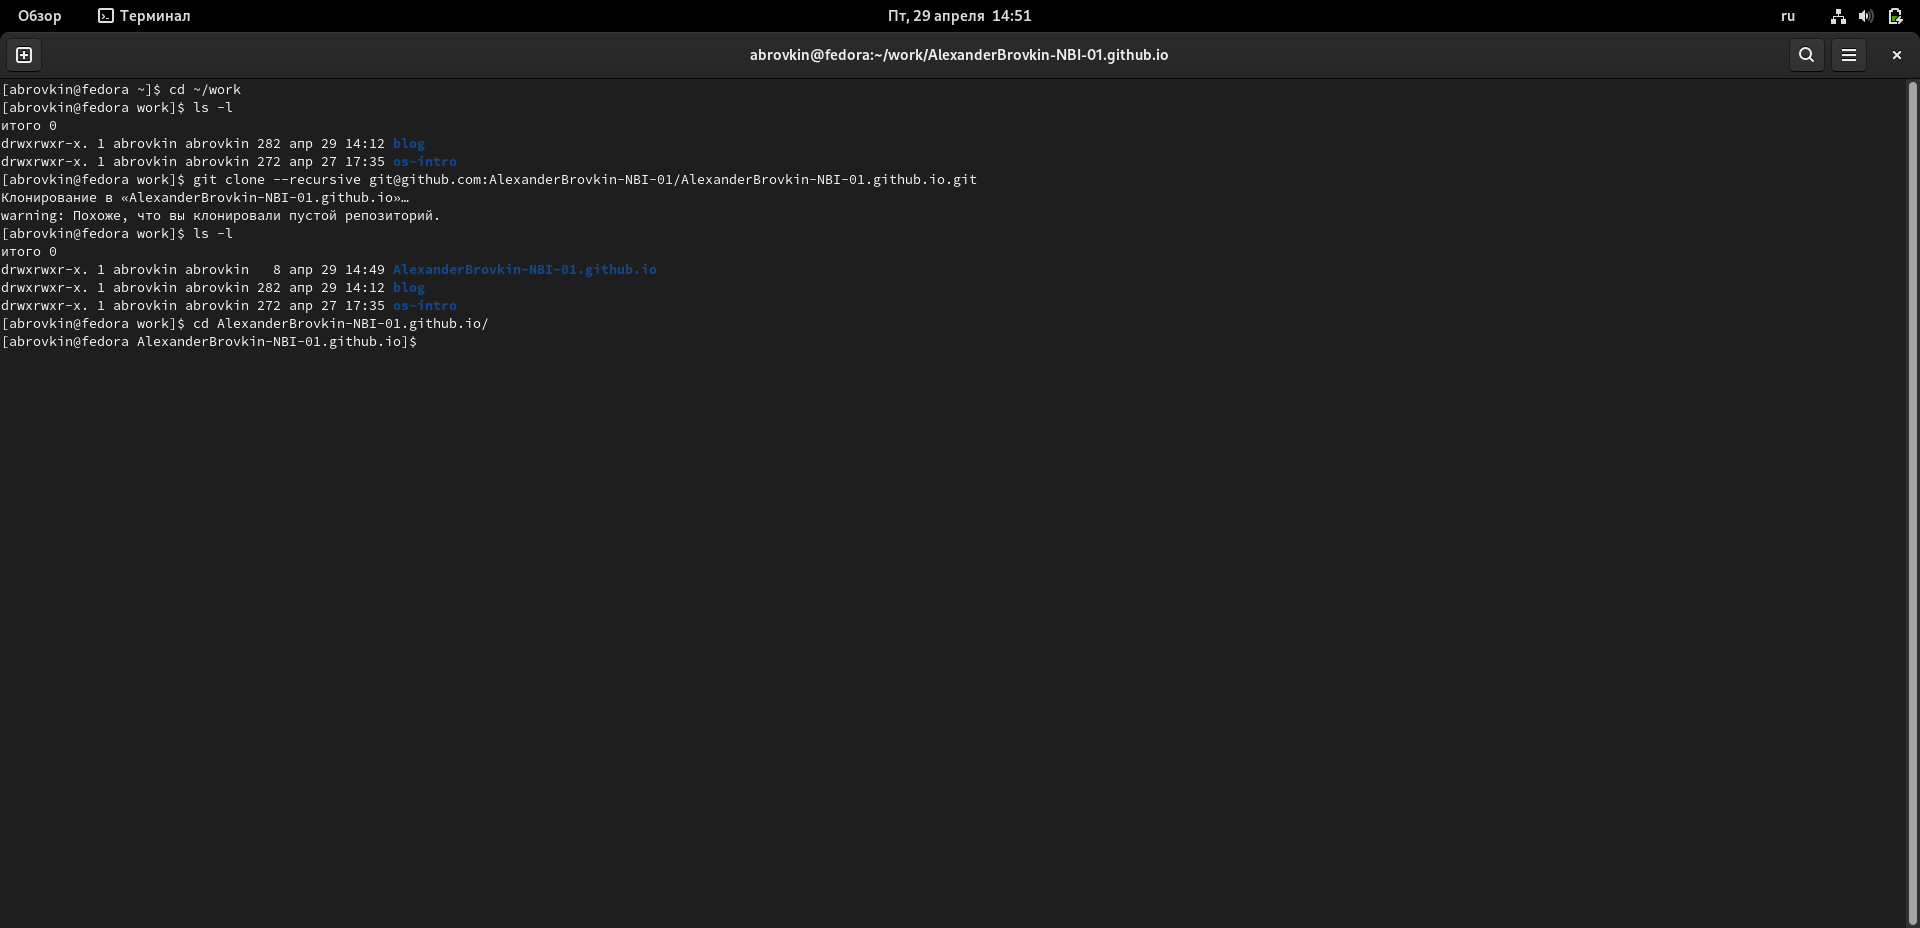 Обзор Терминал Пт, 29 апреля 14:51 ru
abrovkin@fedora:~/work/AlexanderBrovkin-NBI-01.github.io
[abrovkin@fedora ~]$ cd ~/work
[abrovkin@fedora work]$ ls -l
итого 0
drwxrwxr-x. 1 abrovkin abrovkin 282 апр 29 14:12 blog
drwxrwxr-x. 1 abrovkin abrovkin 272 апр 27 17:35 os-intro
[abrovkin@fedora work]$ git clone --recursive git@github.com:AlexanderBrovkin-NBI-01/AlexanderBrovkin-NBI-01.github.io.git
Клонирование в «AlexanderBrovkin-NBI-01.github.io»…
warning: Похоже, что вы клонировали пустой репозиторий.
[abrovkin@fedora work]$ ls -l
итого 0
drwxrwxr-x. 1 abrovkin abrovkin   8 апр 29 14:49 AlexanderBrovkin-NBI-01.github.io
drwxrwxr-x. 1 abrovkin abrovkin 282 апр 29 14:12 blog
drwxrwxr-x. 1 abrovkin abrovkin 272 апр 27 17:35 os-intro
[abrovkin@fedora work]$ cd AlexanderBrovkin-NBI-01.github.io/
[abrovkin@fedora AlexanderBrovkin-NBI-01.github.io]$